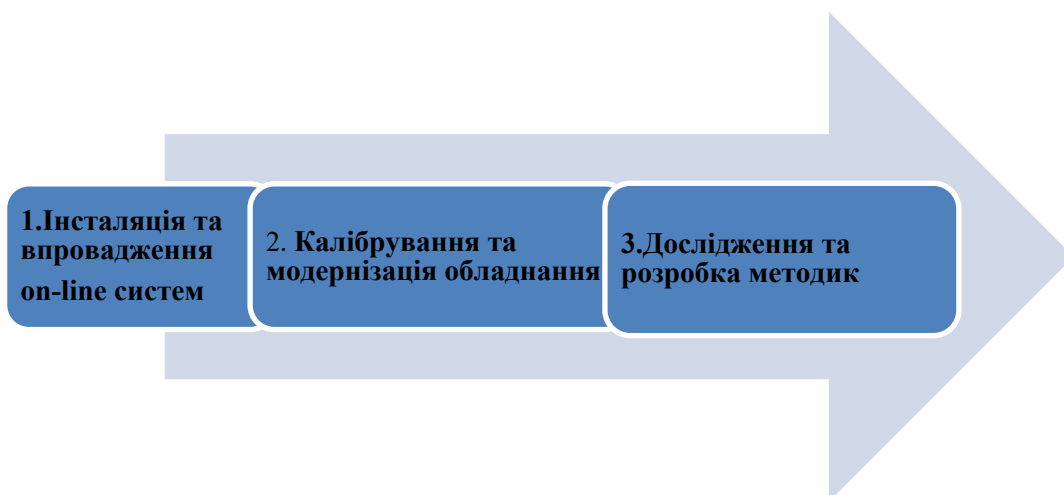 1.Інсталяція та
впровадження
on-line систем
2. Калібрування та
модернізація обладнання
3.Дослідження та
розробка методик